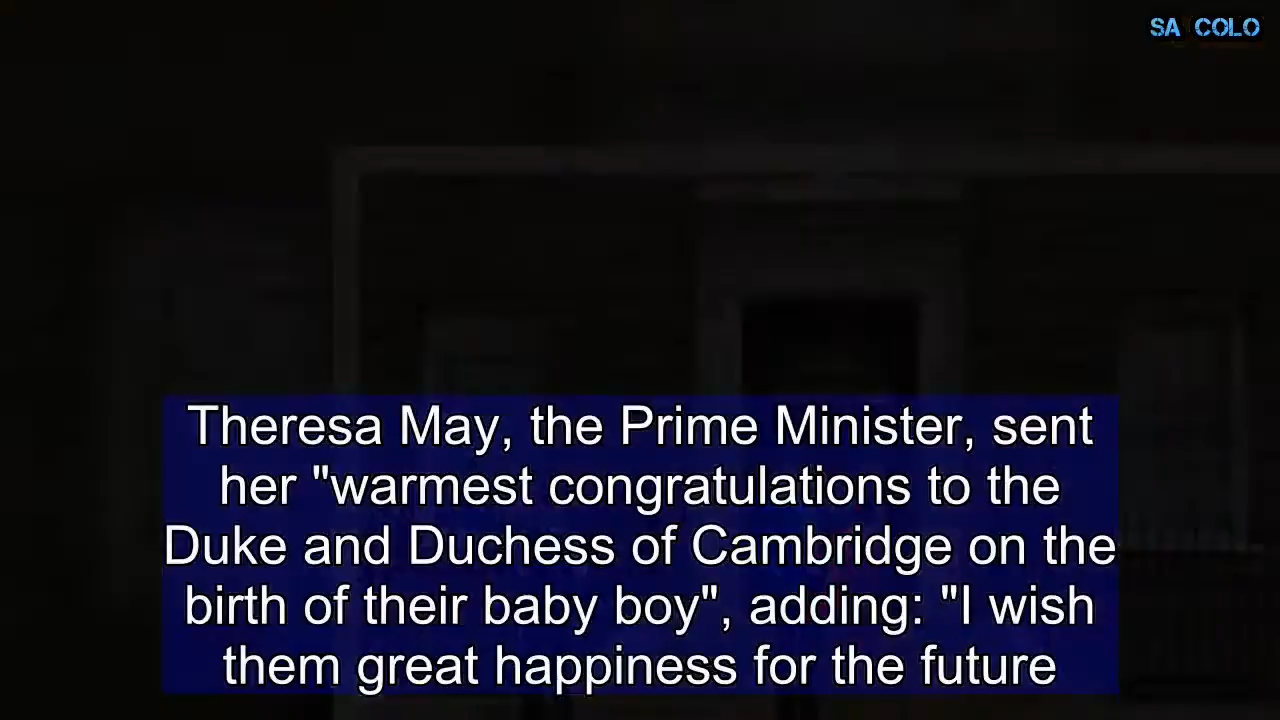 SA COLO
Theresa May, the Prime Minister, sent
her "warmest congratulations to the
Duke and Duchess of Cambridge on the
birth of their baby boy", adding: "I wish
them great happiness for the future